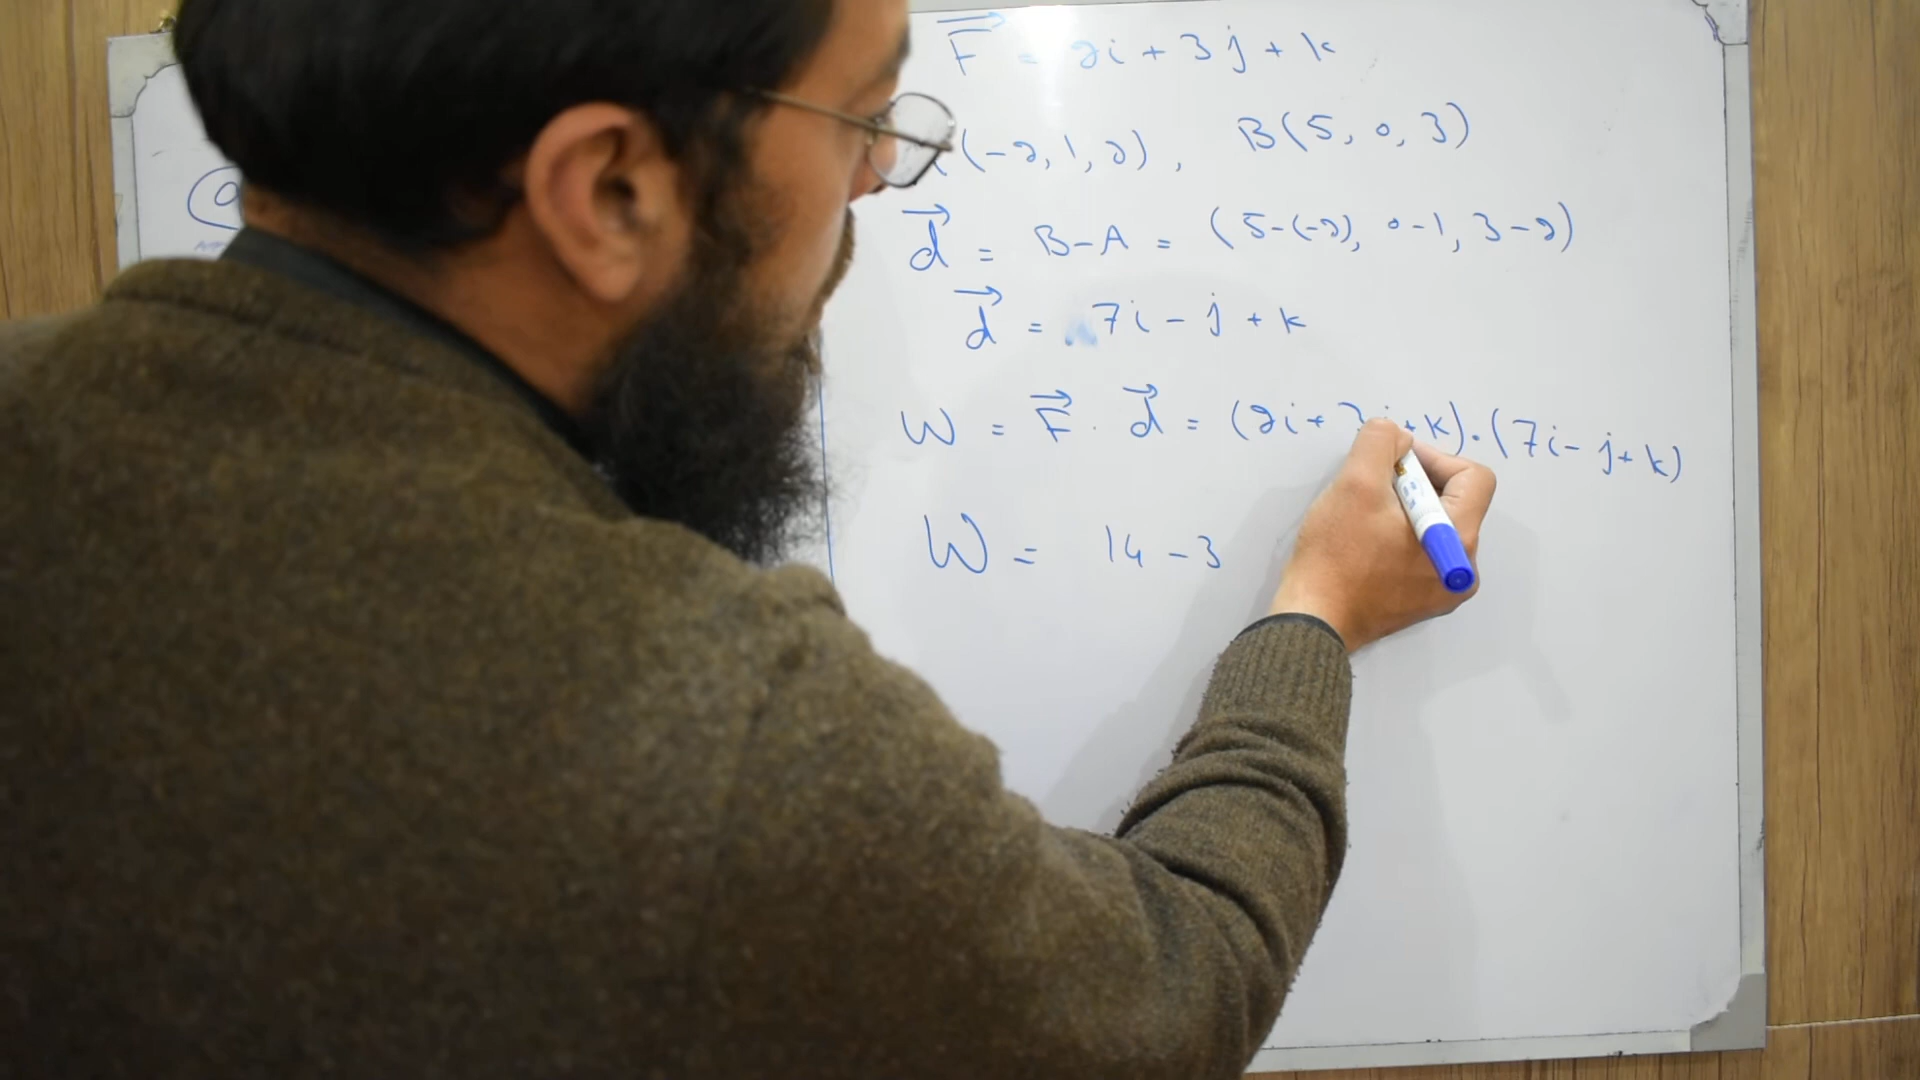 F = 2i + 3j + k
(-2, 1, 2), B(5, 0, 3)
d = B-A = (5-(-2), 0-1, 3-2)
d = 7i - j + k
W = F . d = (2i+3j+k).(7i-j+k)
W = 14 - 3